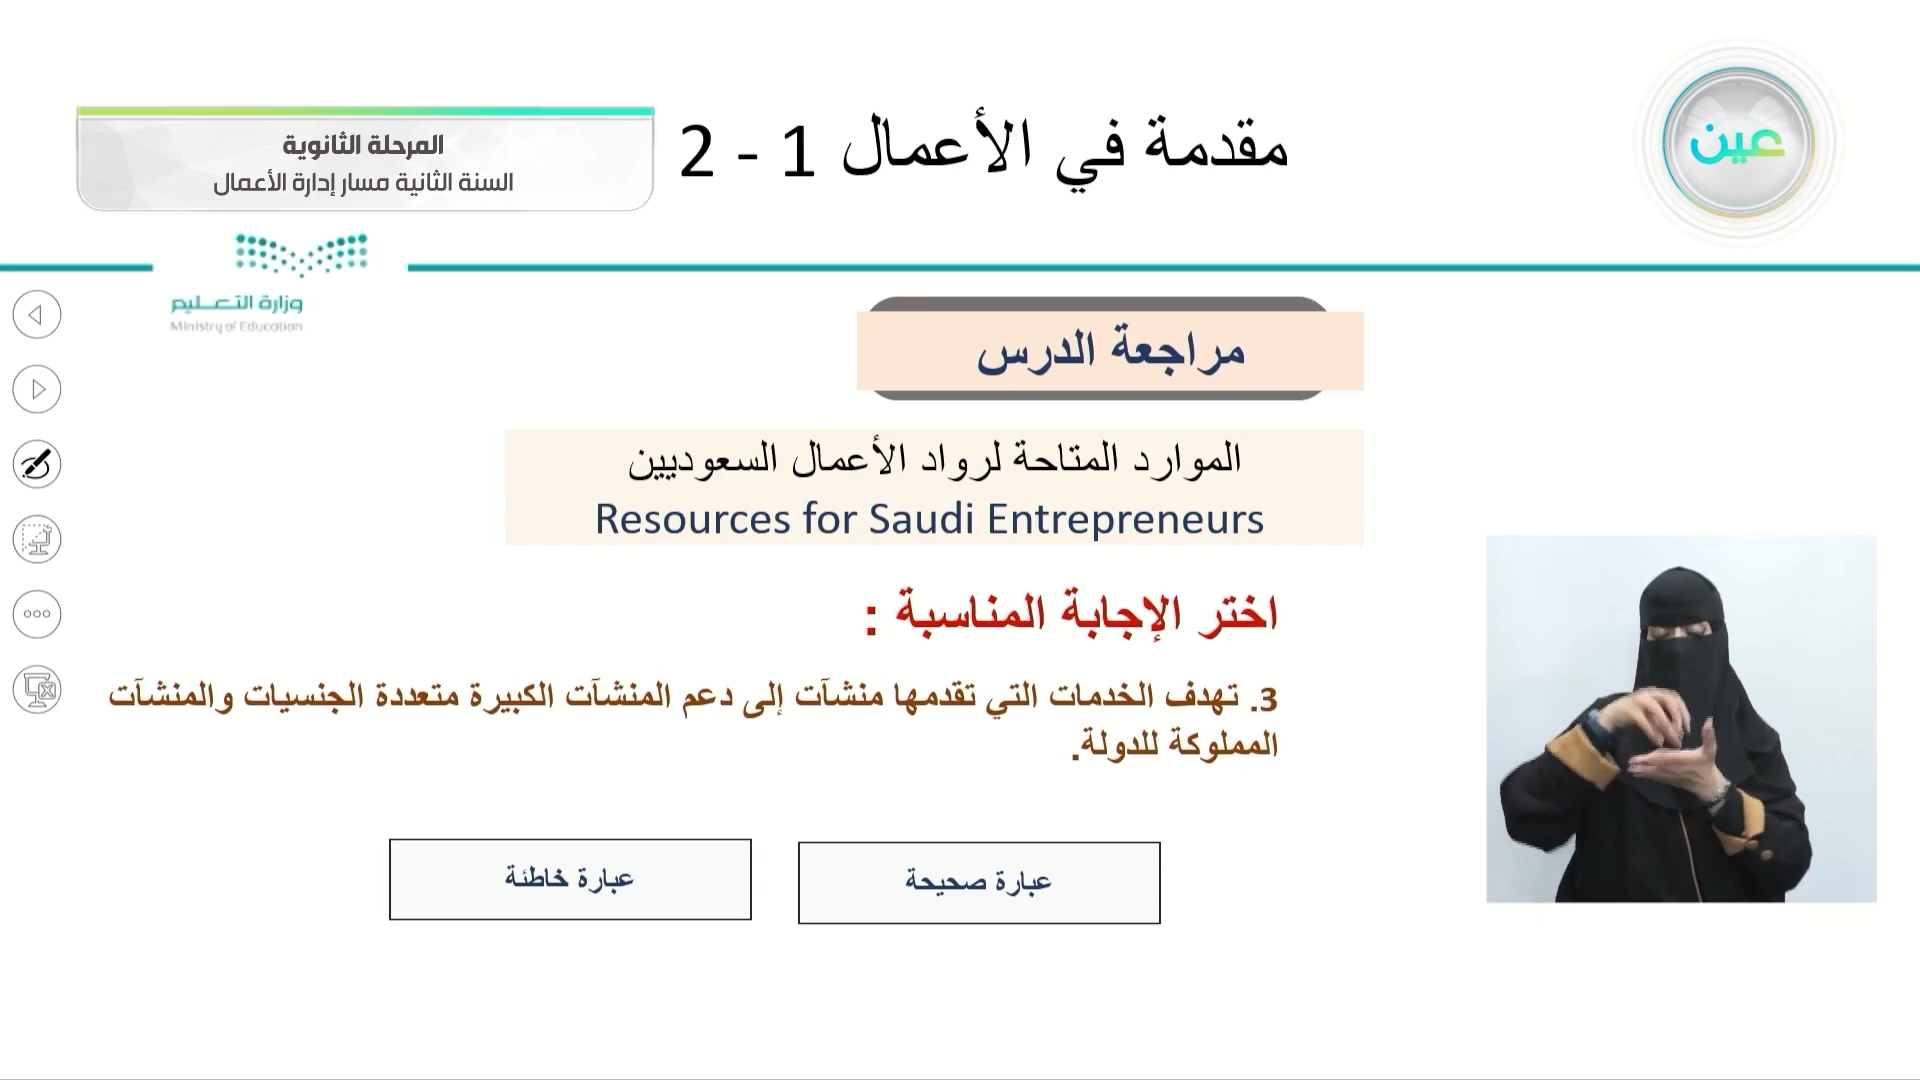 عين
مقدمة في الأعمال 1 - 2
المرحلة الثانوية
السنة الثانية مسار إدارة الأعمال
وزارة التعليم
Ministry of Education
مراجعة الدرس
الموارد المتاحة لرواد الأعمال السعوديين
Resources for Saudi Entrepreneurs
اختر الإجابة المناسبة :
3. تهدف الخدمات التي تقدمها منشآت إلى دعم المنشآت الكبيرة متعددة الجنسيات والمنشآت
المملوكة للدولة.
عبارة صحيحة
عبارة خاطئة